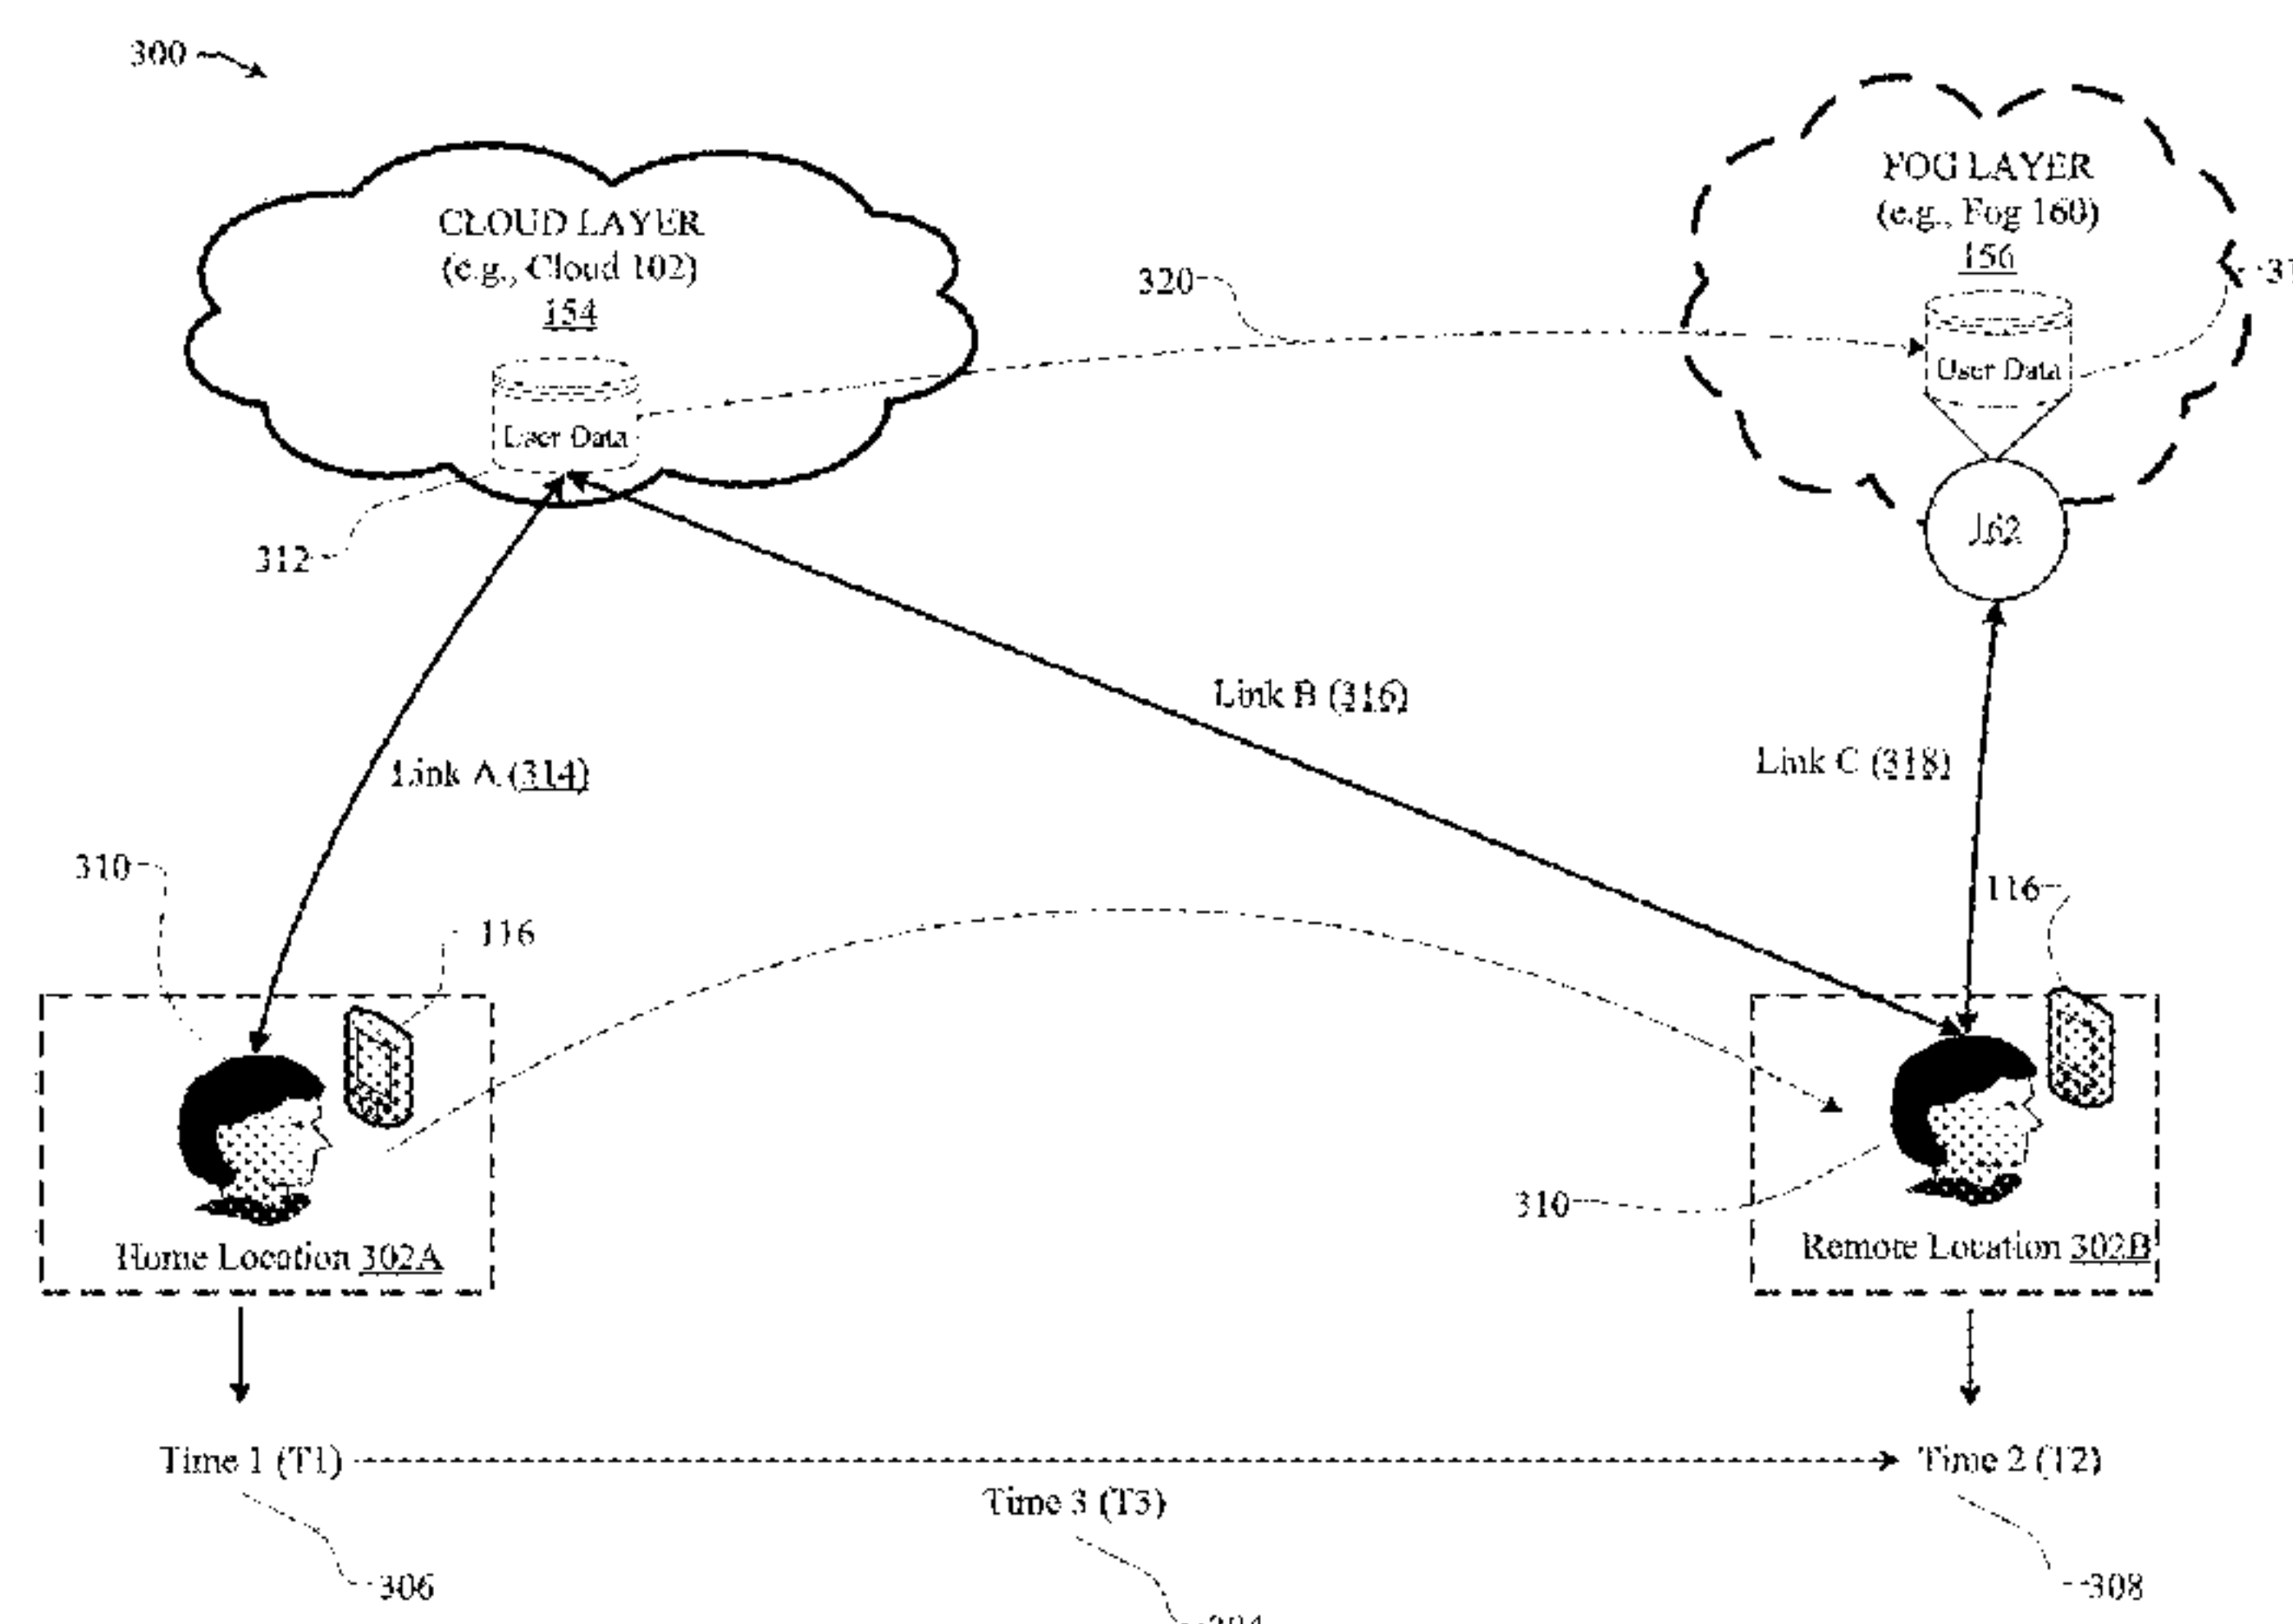 300
CLOUD LAYER
(e.g., Cloud 102)
154
User Data
312
320
FOG LAYER
(e.g., Fog 160)
156
User Data
162
Link A (314)
Link B (316)
Link C (318)
310
116
116
310
Home Location 302A
Remote Location 302B
Time 1 (T1)
Time 3 (T3)
Time 2 (T2)
306
308